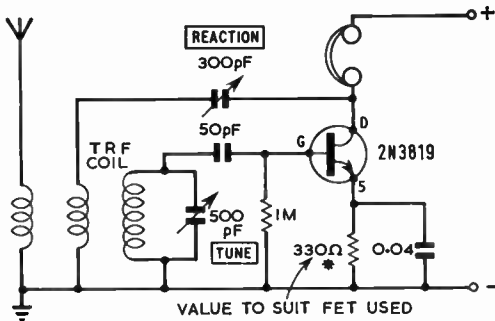 +
REACTION
300pF
50pF
G
D
2N3819
TRF
COIL
S
500
pF
TUNE
1M
330Ω
*
0·04
−
VALUE TO SUIT FET USED